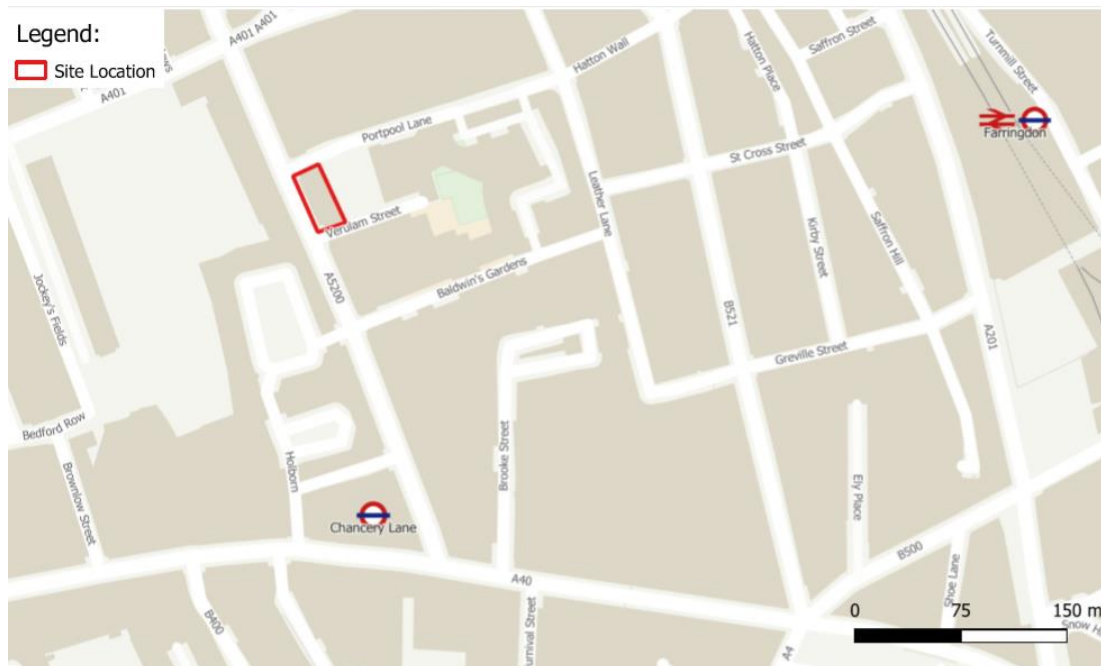 Legend:
Site Location
A401 A401
A401
Portpool Lane
Hatton Wall
Hatton Place
Saffron Street
Turnmill Street
Farringdon
St Cross Street
Leather Lane
Verulam Street
Baldwin's Gardens
A5200
Kirby Street
Saffron Hill
Jockey's Fields
B521
A201
Greville Street
Bedford Row
Brownlow Street
Holborn
Brooke Street
Ely Place
Chancery Lane
B500
Shoe Lane
A40
B400
A4
0 75 150 m